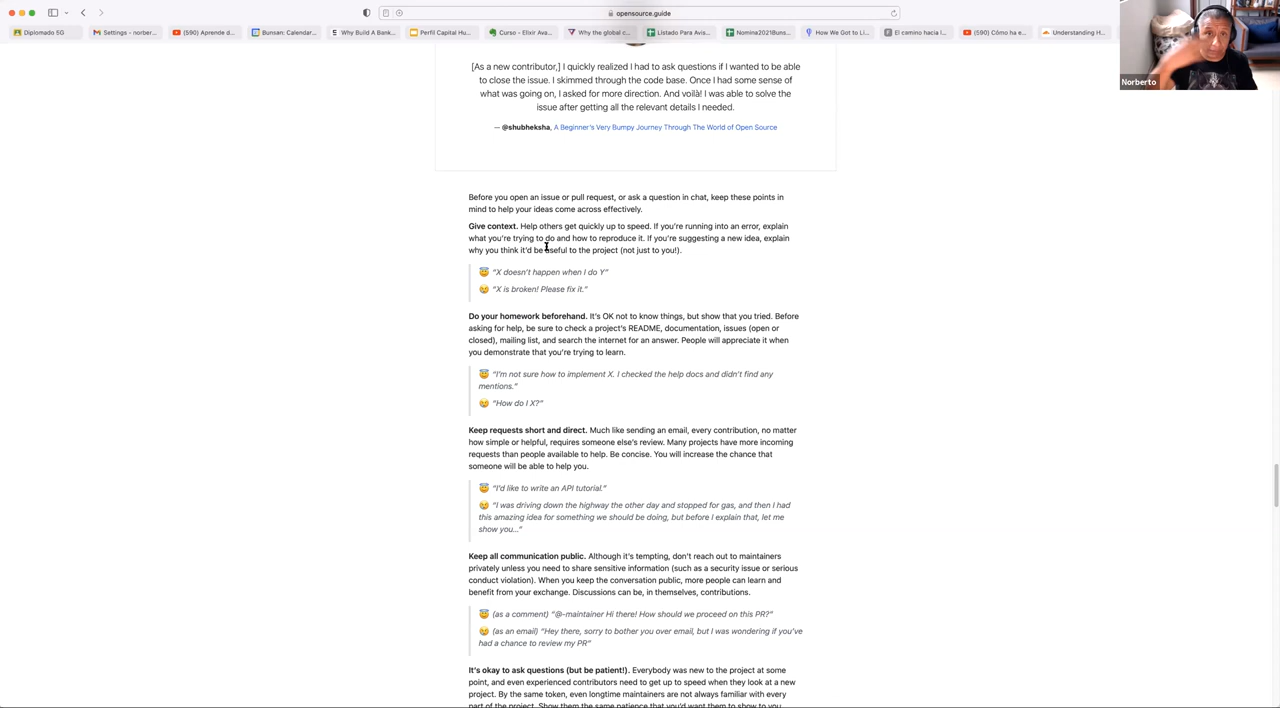 opensource.guide
Diplomado 5G
Settings - norber...
(590) Aprende d...
Bunsan: Calendar...
Why Build A Bank...
Perfil Capital Hu...
Curso - Elixir Ava...
Why the global c...
Listado Para Avis...
Nomina2021Buns...
How We Got to Li...
El camino hacia l...
(590) Cómo ha e...
Understanding H...
Norberto
[As a new contributor,] I quickly realized I had to ask questions if I wanted to be able
to close the issue. I skimmed through the code base. Once I had some sense of
what was going on, I asked for more direction. And voilà! I was able to solve the
issue after getting all the relevant details I needed.
— @shubheksha, A Beginner's Very Bumpy Journey Through The World of Open Source
Before you open an issue or pull request, or ask a question in chat, keep these points in
mind to help your ideas come across effectively.
Give context. Help others get quickly up to speed. If you're running into an error, explain
what you're trying to do and how to reproduce it. If you're suggesting a new idea, explain
why you think it'd be useful to the project (not just to you!).
😇 "X doesn't happen when I do Y"
😢 "X is broken! Please fix it."
Do your homework beforehand. It's OK not to know things, but show that you tried. Before
asking for help, be sure to check a project's README, documentation, issues (open or
closed), mailing list, and search the internet for an answer. People will appreciate it when
you demonstrate that you're trying to learn.
😇 "I'm not sure how to implement X. I checked the help docs and didn't find any
mentions."
😢 "How do I X?"
Keep requests short and direct. Much like sending an email, every contribution, no matter
how simple or helpful, requires someone else's review. Many projects have more incoming
requests than people available to help. Be concise. You will increase the chance that
someone will be able to help you.
😇 "I'd like to write an API tutorial."
😢 "I was driving down the highway the other day and stopped for gas, and then I had
this amazing idea for something we should be doing, but before I explain that, let me
show you..."
Keep all communication public. Although it's tempting, don't reach out to maintainers
privately unless you need to share sensitive information (such as a security issue or serious
conduct violation). When you keep the conversation public, more people can learn and
benefit from your exchange. Discussions can be, in themselves, contributions.
😇 (as a comment) "@-maintainer Hi there! How should we proceed on this PR?"
😢 (as an email) "Hey there, sorry to bother you over email, but I was wondering if you've
had a chance to review my PR"
It's okay to ask questions (but be patient!). Everybody was new to the project at some
point, and even experienced contributors need to get up to speed when they look at a new
project. By the same token, even longtime maintainers are not always familiar with every
part of the project. Show them the same patience that you'd want them to show to you.